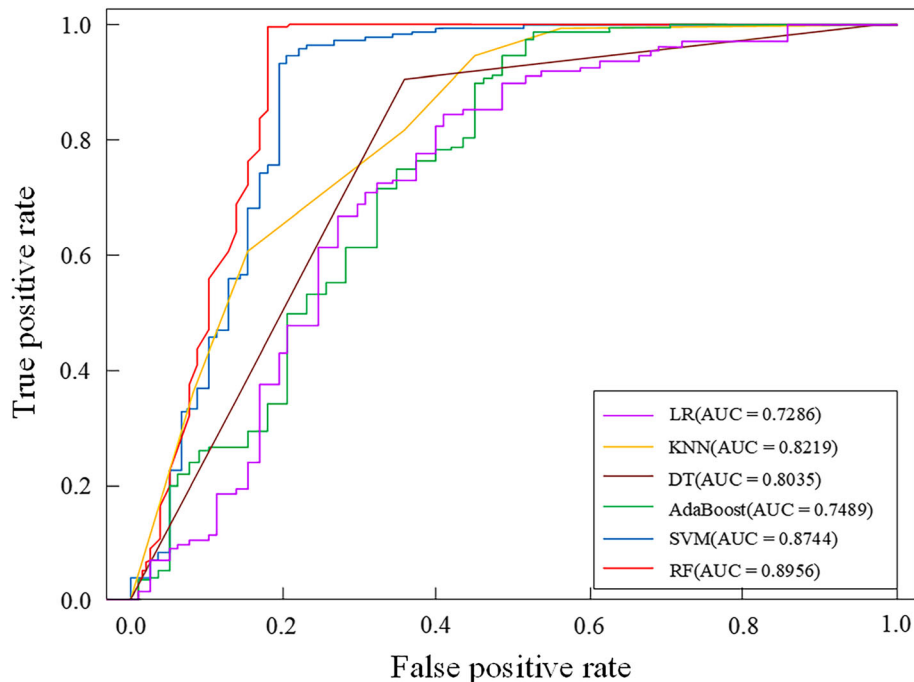 1.0
0.8
0.6
0.4
0.2
0.0
True positive rate
LR(AUC = 0.7286)
KNN(AUC = 0.8219)
DT(AUC = 0.8035)
AdaBoost(AUC = 0.7489)
SVM(AUC = 0.8744)
RF(AUC = 0.8956)
0.0 0.2 0.4 0.6 0.8 1.0
False positive rate